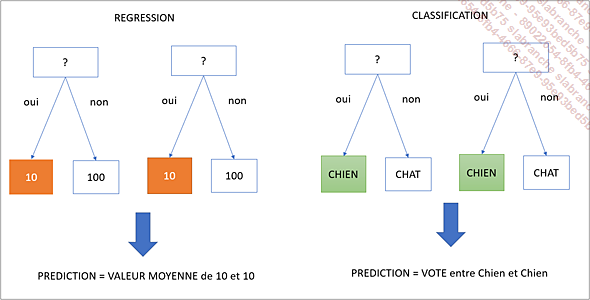 REGRESSION
CLASSIFICATION
? ? ? ?
oui non oui non oui non oui non
10 100 10 100 CHIEN CHAT CHIEN CHAT
PREDICTION = VALEUR MOYENNE de 10 et 10
PREDICTION = VOTE entre Chien et Chien